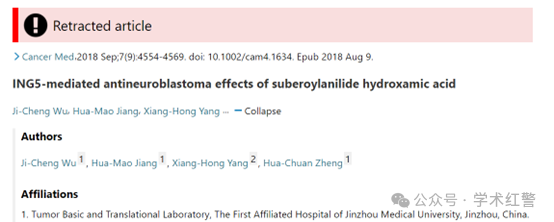 Retracted article
> Cancer Med. 2018 Sep;7(9):4554-4569. doi: 10.1002/cam4.1634. Epub 2018 Aug 9.
ING5-mediated antineuroblastoma effects of suberoylanilide hydroxamic acid
Ji-Cheng Wu, Hua-Mao Jiang, Xiang-Hong Yang ... − Collapse
Authors
Ji-Cheng Wu 1, Hua-Mao Jiang 1, Xiang-Hong Yang 2, Hua-Chuan Zheng 1
Affiliations
1. Tumor Basic and Translational Laboratory, The First Affiliated Hospital of Jinzhou Medical University, Jinzhou, China.
公众号 · 学术红警